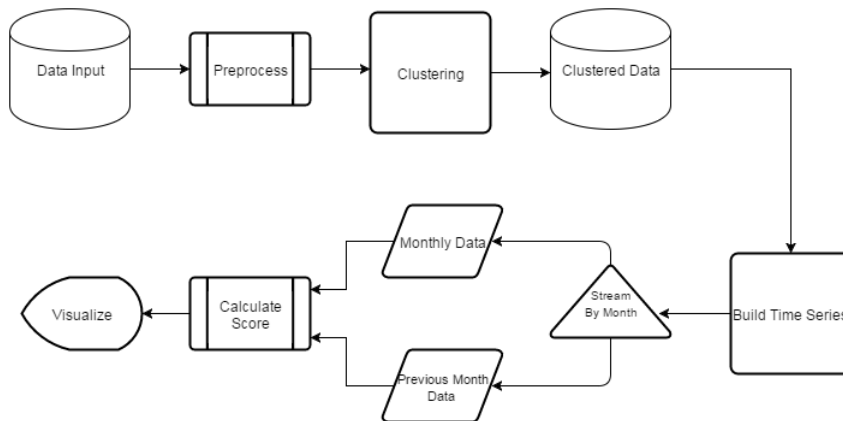 Data Input
Preprocess
Clustering
Clustered Data
Monthly Data
Stream
By Month
Build Time Series
Visualize
Calculate
Score
Previous Month
Data